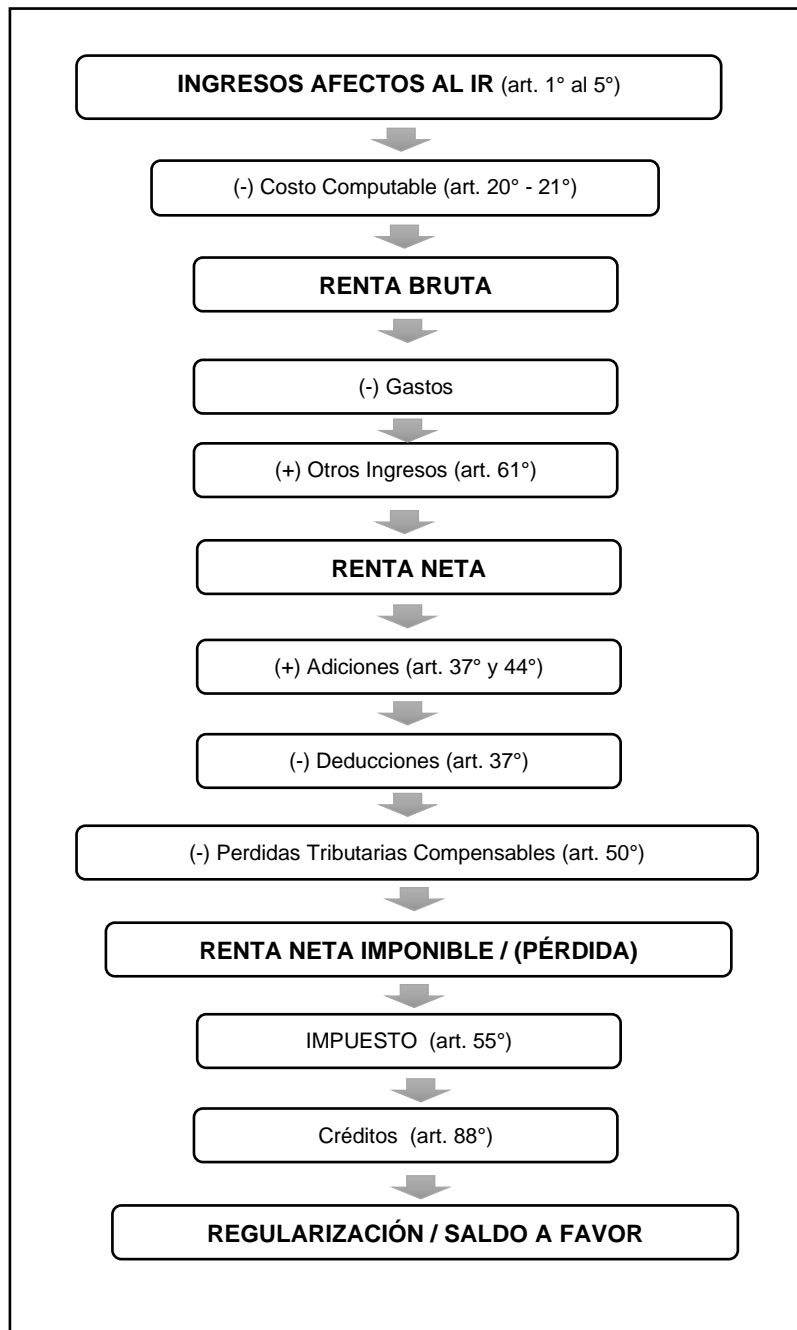 INGRESOS AFECTOS AL IR (art. 1° al 5°)
(-) Costo Computable (art. 20° - 21°)
RENTA BRUTA
(-) Gastos
(+) Otros Ingresos (art. 61°)
RENTA NETA
(+) Adiciones (art. 37° y 44°)
(-) Deducciones (art. 37°)
(-) Perdidas Tributarias Compensables (art. 50°)
RENTA NETA IMPONIBLE / (PÉRDIDA)
IMPUESTO (art. 55°)
Créditos (art. 88°)
REGULARIZACIÓN / SALDO A FAVOR